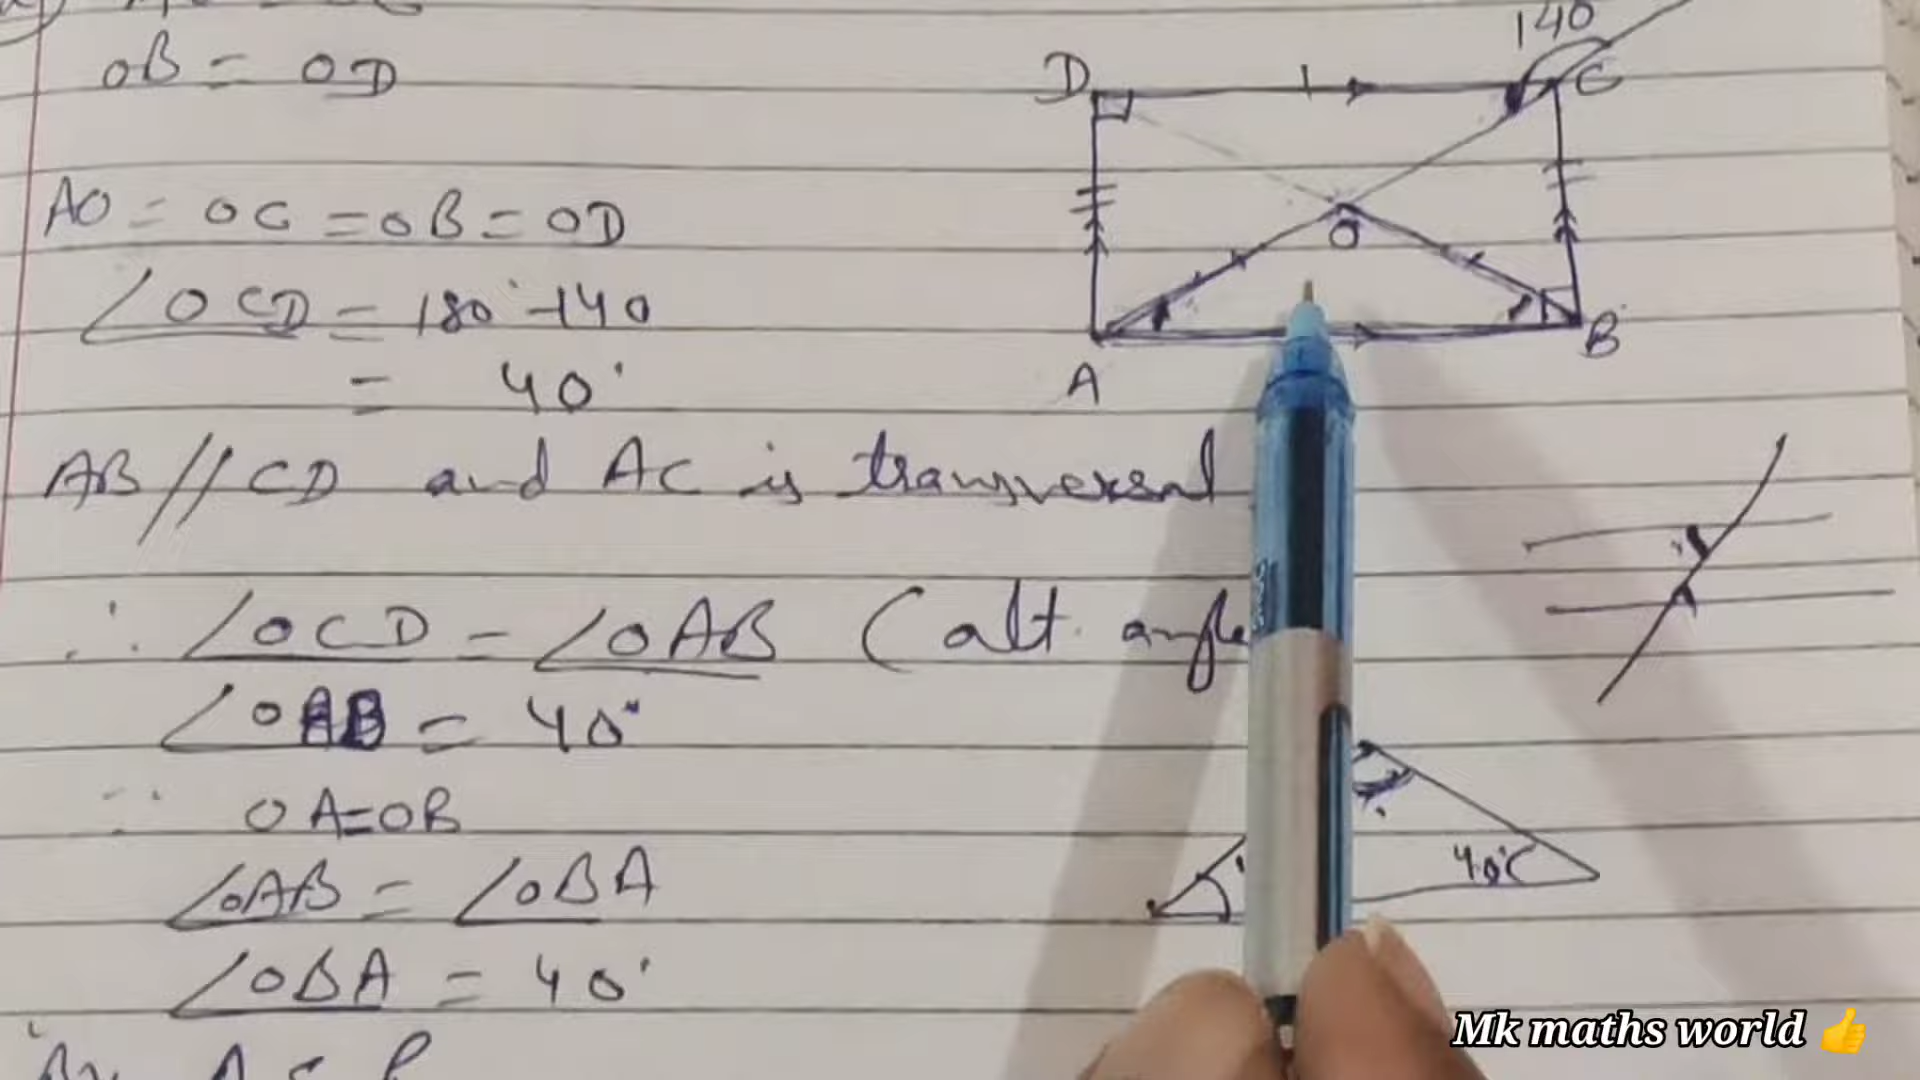 OB = OD
AO = OC = OB = OD
∠OCD = 180° - 140
= 40°
AB // CD and AC is transversal
∴ ∠OCD = ∠OAB (alt. angle
∠OAB = 40°
∵ OA = OB
∠OAB = ∠OBA
∠OBA = 40°
140
D
C
O
A
B
40°
Mk maths world 👍